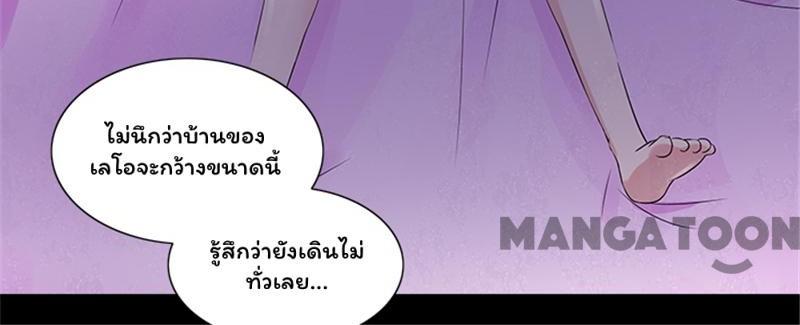 ไม่นึกว่าบ้านของ
เลโอจะกว้างขนาดนี้
รู้สึกว่ายังเดินไม่
ทั่วเลย...
MANGATOON